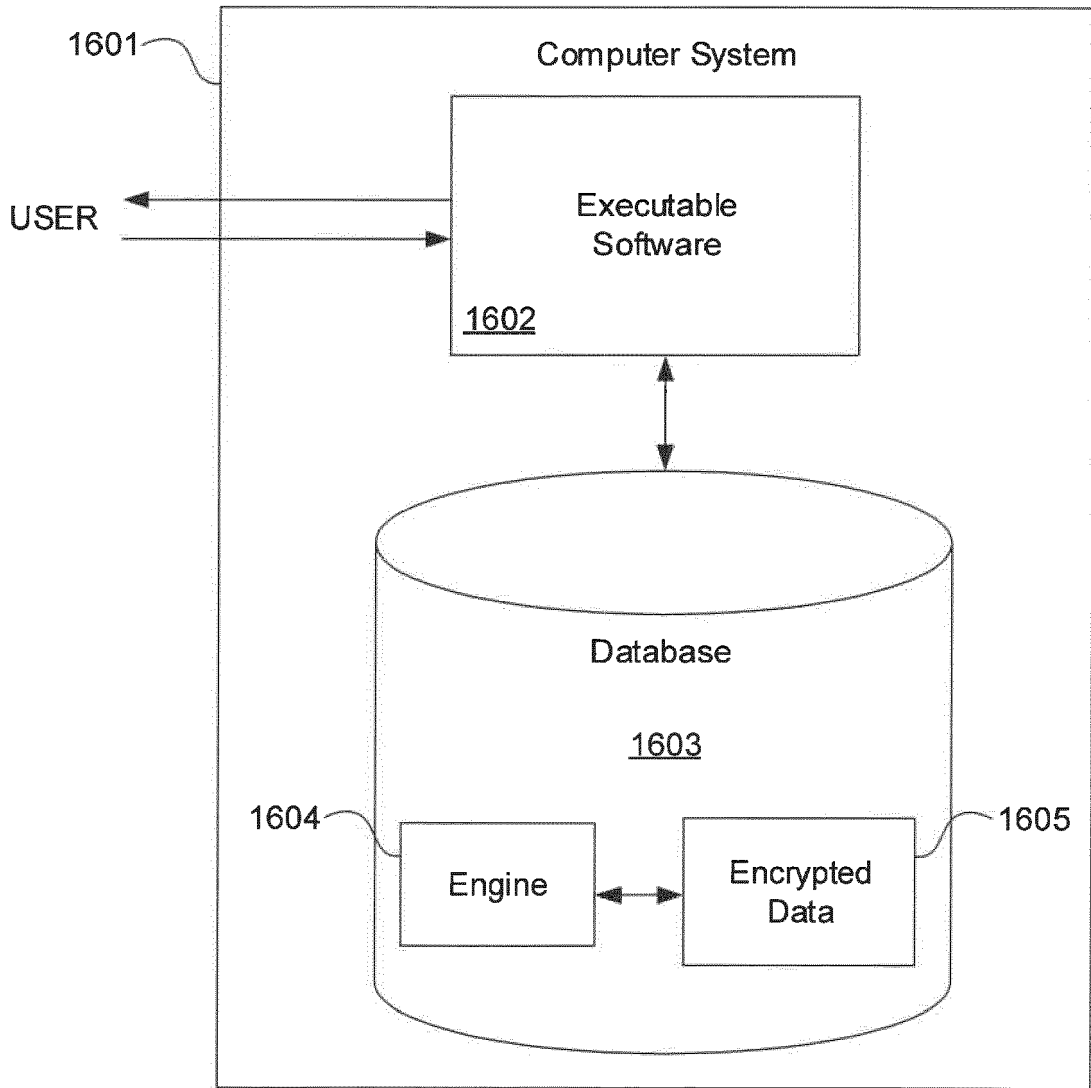 1601
Computer System
USER
Executable
Software
1602
Database
1603
1604
1605
Engine
Encrypted
Data